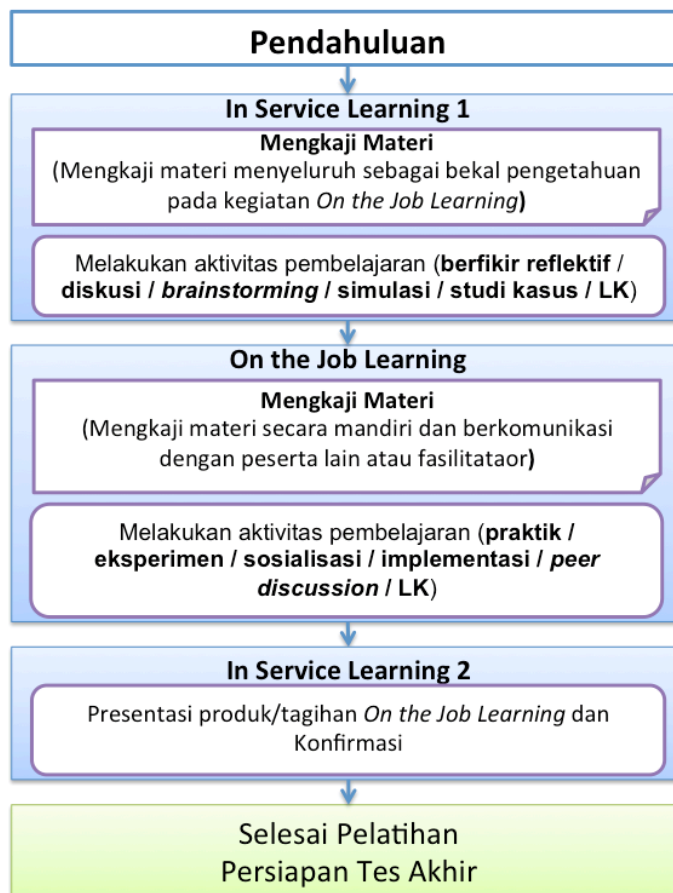 Pendahuluan
In Service Learning 1
Mengkaji Materi
(Mengkaji materi menyeluruh sebagai bekal pengetahuan
pada kegiatan On the Job Learning)
Melakukan aktivitas pembelajaran (berfikir reflektif /
diskusi / brainstorming / simulasi / studi kasus / LK)
On the Job Learning
Mengkaji Materi
(Mengkaji materi secara mandiri dan berkomunikasi
dengan peserta lain atau fasilitataor)
Melakukan aktivitas pembelajaran (praktik /
eksperimen / sosialisasi / implementasi / peer
discussion / LK)
In Service Learning 2
Presentasi produk/tagihan On the Job Learning dan
Konfirmasi
Selesai Pelatihan
Persiapan Tes Akhir